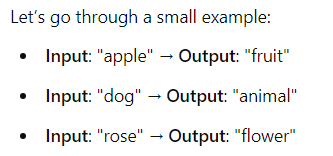 Let's go through a small example:
• Input: "apple" → Output: "fruit"
• Input: "dog" → Output: "animal"
• Input: "rose" → Output: "flower"